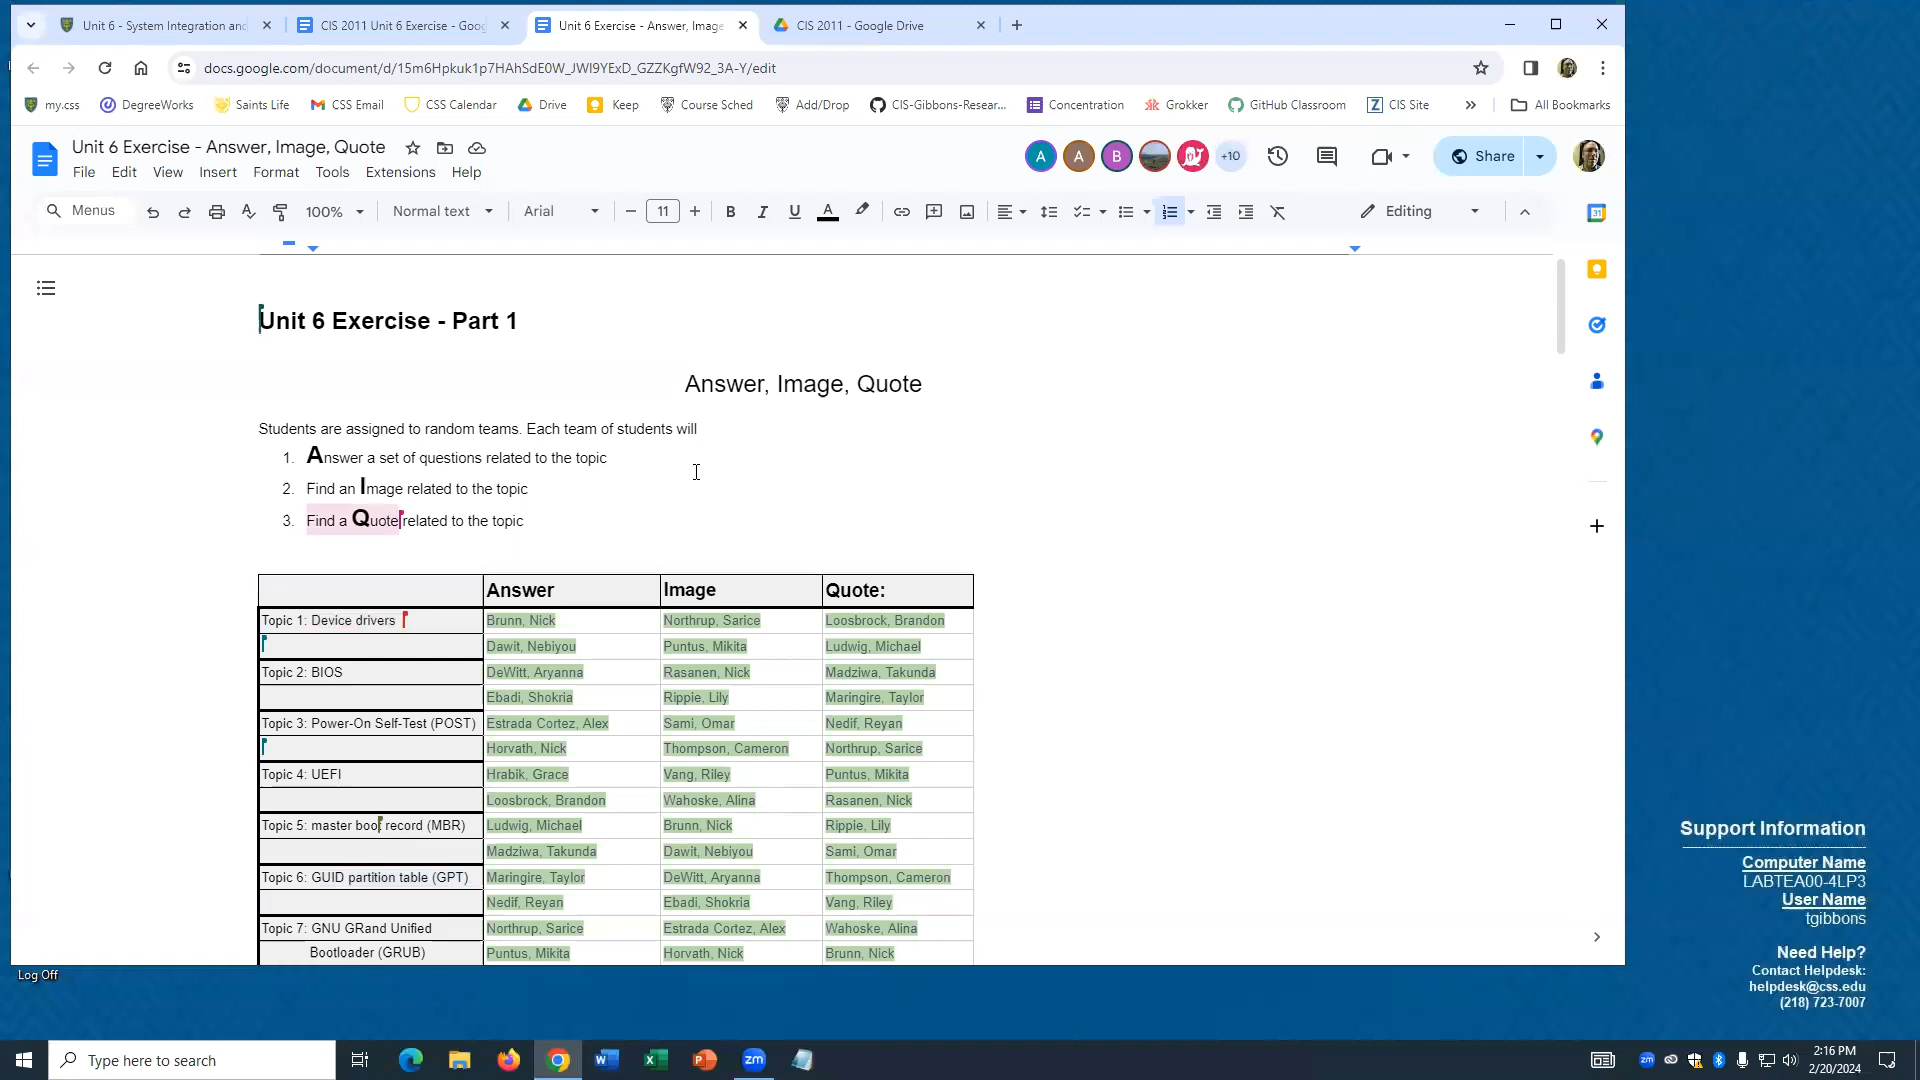 Unit 6 - System Integration and
CIS 2011 Unit 6 Exercise - Goog
Unit 6 Exercise - Answer, Image
CIS 2011 - Google Drive
docs.google.com/document/d/15m6Hpkuk1p7HAhSdE0W_JWl9YExD_GZZKgfW92_3A-Y/edit
my.css
DegreeWorks
Saints Life
CSS Email
CSS Calendar
Drive
Keep
Course Sched
Add/Drop
CIS-Gibbons-Resear...
Concentration
Grokker
GitHub Classroom
CIS Site
All Bookmarks
Unit 6 Exercise - Answer, Image, Quote
A A B +10
Share
File Edit View Insert Format Tools Extensions Help
Menus 100% Normal text Arial 11 B I U A Editing
Unit 6 Exercise - Part 1
Answer, Image, Quote
Students are assigned to random teams. Each team of students will
1. Answer a set of questions related to the topic
2. Find an Image related to the topic
3. Find a Quote related to the topic
Answer Image Quote:
Topic 1: Device drivers Brunn, Nick Northrup, Sarice Loosbrock, Brandon
Dawit, Nebiyou Puntus, Mikita Ludwig, Michael
Topic 2: BIOS DeWitt, Aryanna Rasanen, Nick Madziwa, Takunda
Ebadi, Shokria Rippie, Lily Maringire, Taylor
Topic 3: Power-On Self-Test (POST) Estrada Cortez, Alex Sami, Omar Nedif, Reyan
Horvath, Nick Thompson, Cameron Northrup, Sarice
Topic 4: UEFI Hrabik, Grace Vang, Riley Puntus, Mikita
Loosbrock, Brandon Wahoske, Alina Rasanen, Nick
Topic 5: master boot record (MBR) Ludwig, Michael Brunn, Nick Rippie, Lily
Madziwa, Takunda Dawit, Nebiyou Sami, Omar
Topic 6: GUID partition table (GPT) Maringire, Taylor DeWitt, Aryanna Thompson, Cameron
Nedif, Reyan Ebadi, Shokria Vang, Riley
Topic 7: GNU GRand Unified Northrup, Sarice Estrada Cortez, Alex Wahoske, Alina
Bootloader (GRUB) Puntus, Mikita Horvath, Nick Brunn, Nick
Support Information
Computer Name
LABTEA00-4LP3
User Name
tgibbons
Need Help?
Contact Helpdesk:
helpdesk@css.edu
(218) 723-7007
Log Off
Type here to search
zm
2:16 PM
2/20/2024